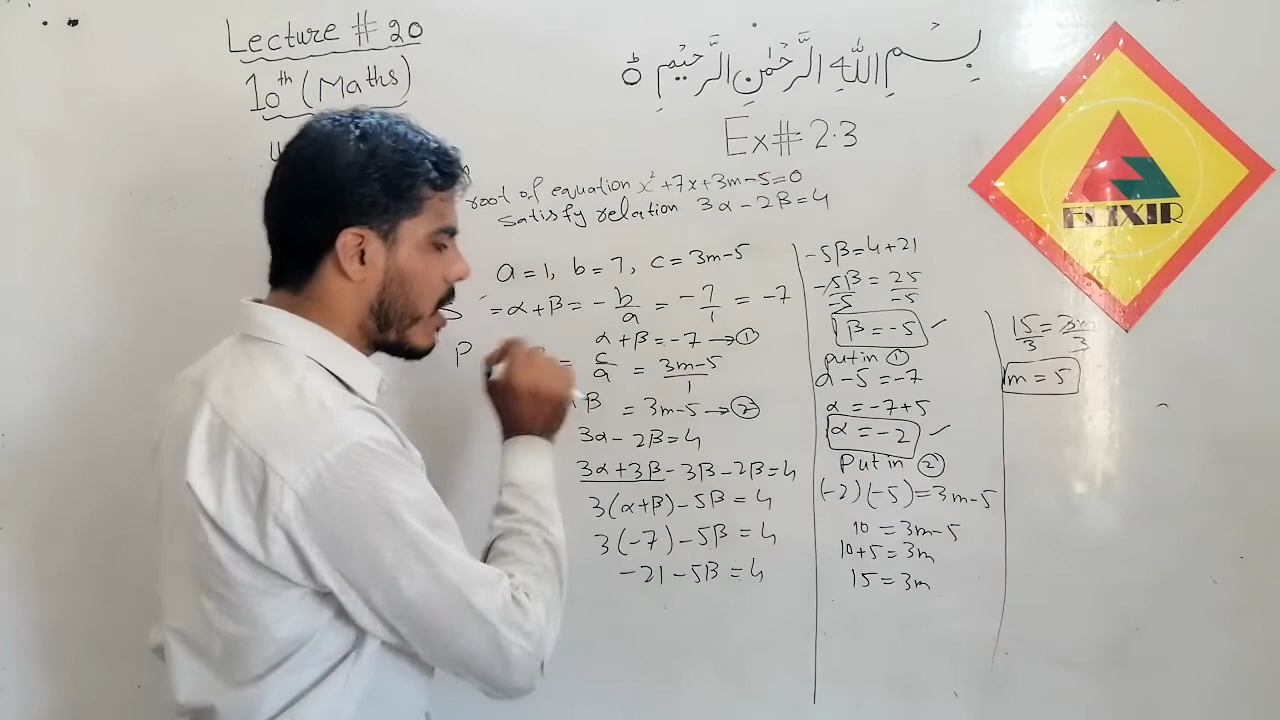 Lecture # 20
10th (Maths)
بِسْمِ اللّٰهِ الرَّحْمٰنِ الرَّحِيْمِ
Ex# 2.3
ELIXIR
root of equation x²+7x+3m-5=0
satisfy relation 3α-2β=4
a=1, b=7, c=3m-5
S = α+β = -b/a = -7/1 = -7
α+β=-7 → ①
P = c/a = 3m-5/1
β = 3m-5 → ②
3α-2β=4
3α+3β-3β-2β=4
3(α+β)-5β=4
3(-7)-5β=4
-21-5β=4
-5β=4+21
-5β/-5 = 25/-5
β=-5 ✓
put in ①
α-5=-7
α=-7+5
α=-2 ✓
Put in ②
(-2)(-5)=3m-5
10=3m-5
10+5=3m
15=3m
15/3=3m/3
m=5